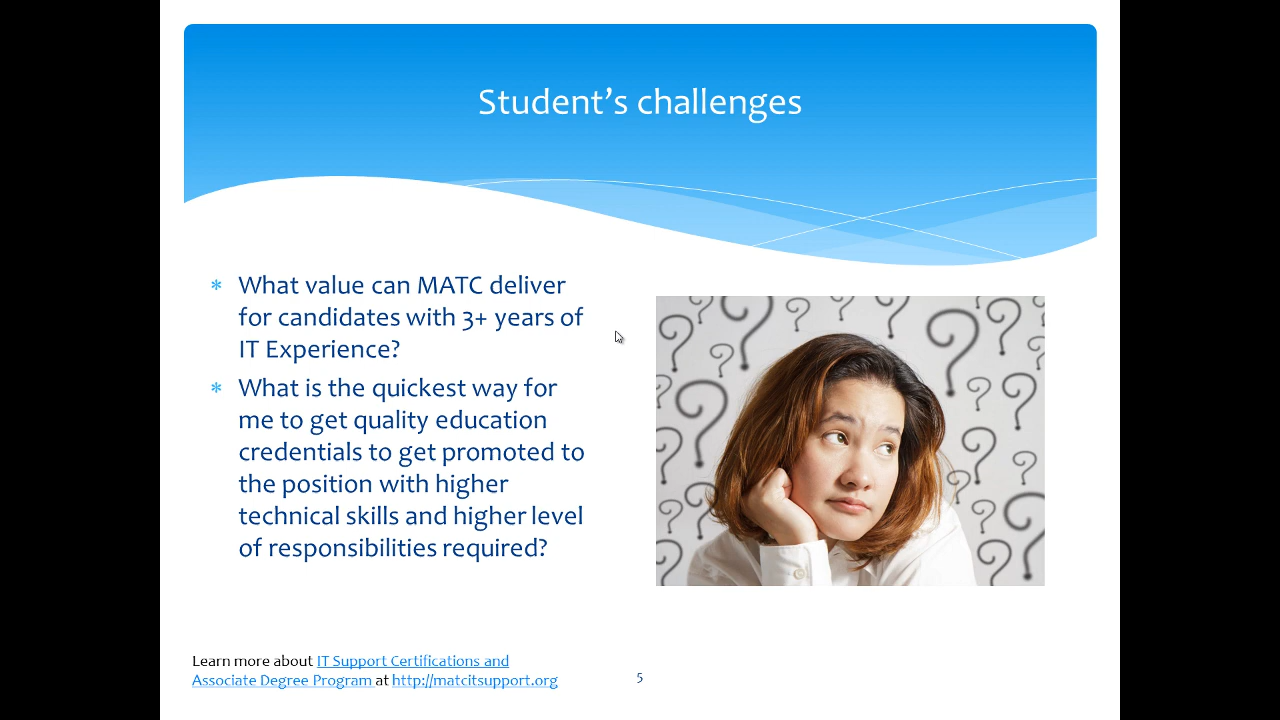 Student’s challenges
* What value can MATC deliver
for candidates with 3+ years of
IT Experience?
* What is the quickest way for
me to get quality education
credentials to get promoted to
the position with higher
technical skills and higher level
of responsibilities required?
Learn more about IT Support Certifications and
Associate Degree Program at http://matcitsupport.org
5